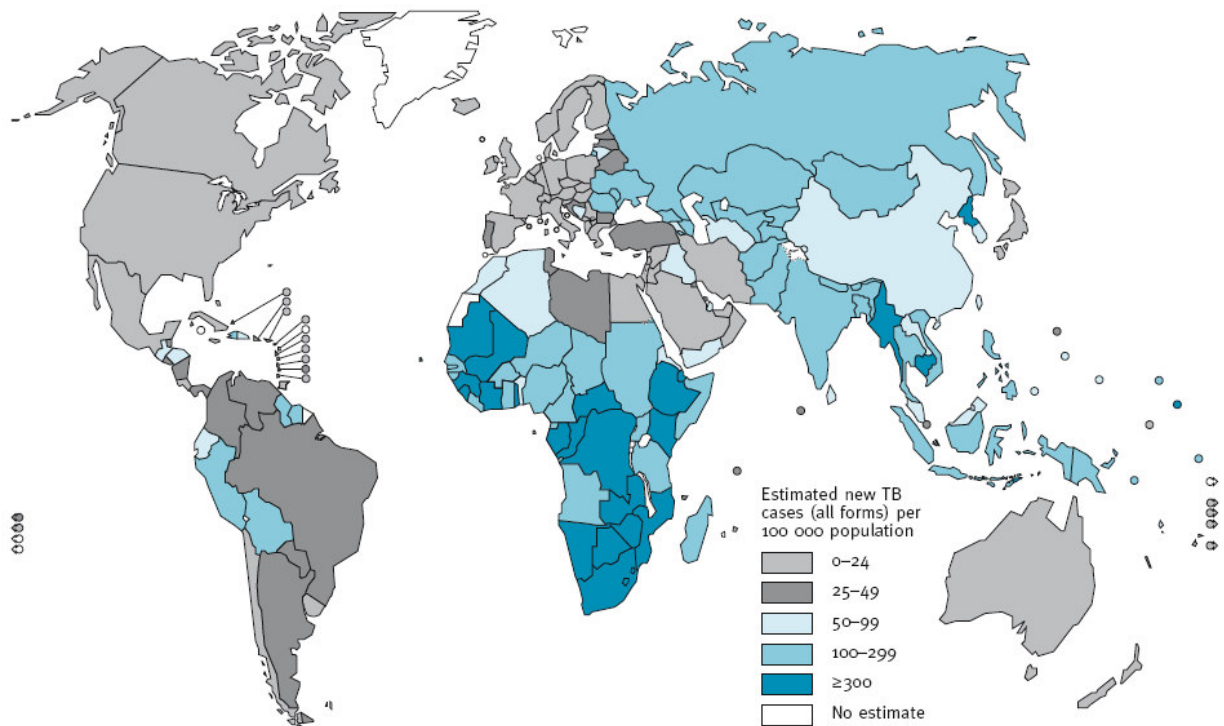 Estimated new TB
cases (all forms) per
100 000 population
0–24
25–49
50–99
100–299
≥300
No estimate